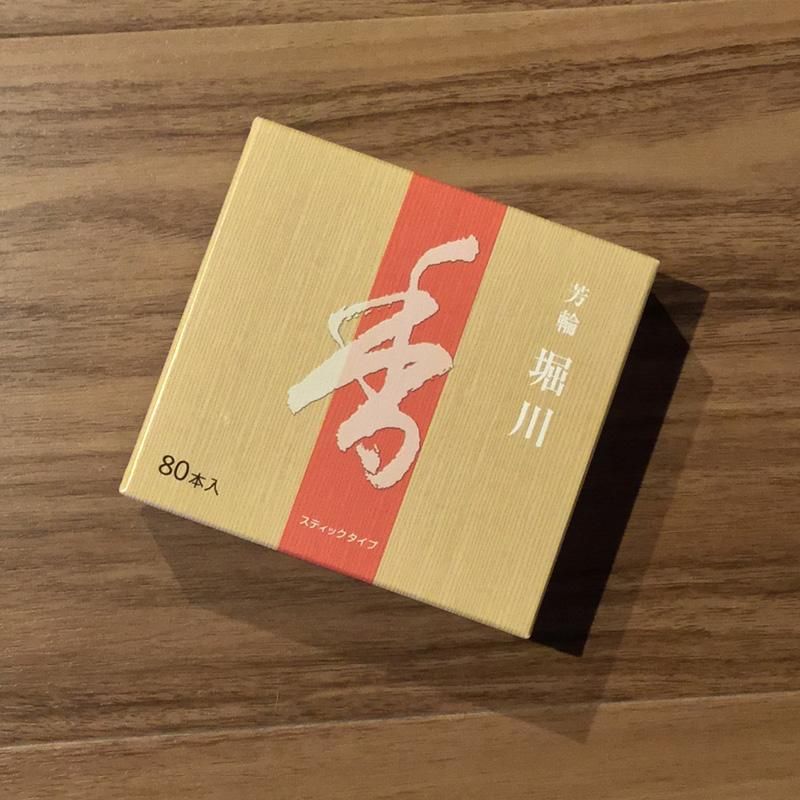 芳輪
堀川
香
80本入
スティックタイプ